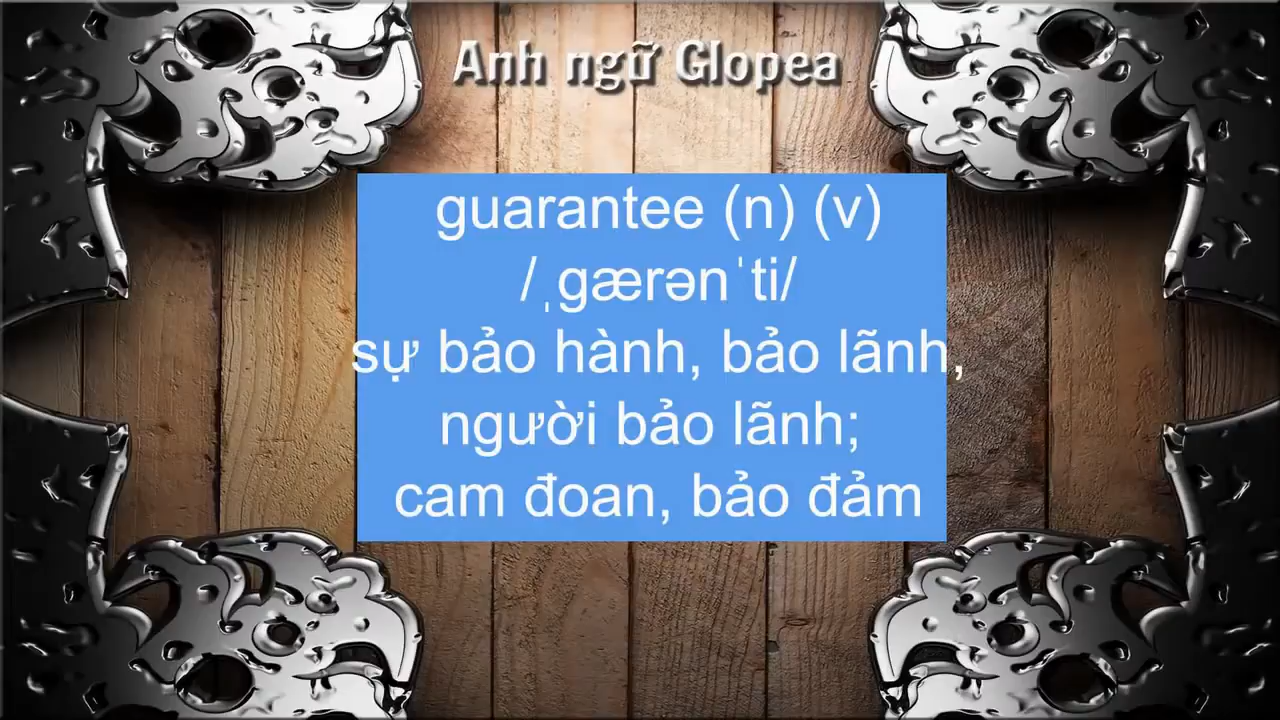 Anh ngữ Glopea
guarantee (n) (v)
/ˌgærənˈti/
sự bảo hành, bảo lãnh,
người bảo lãnh;
cam đoan, bảo đảm